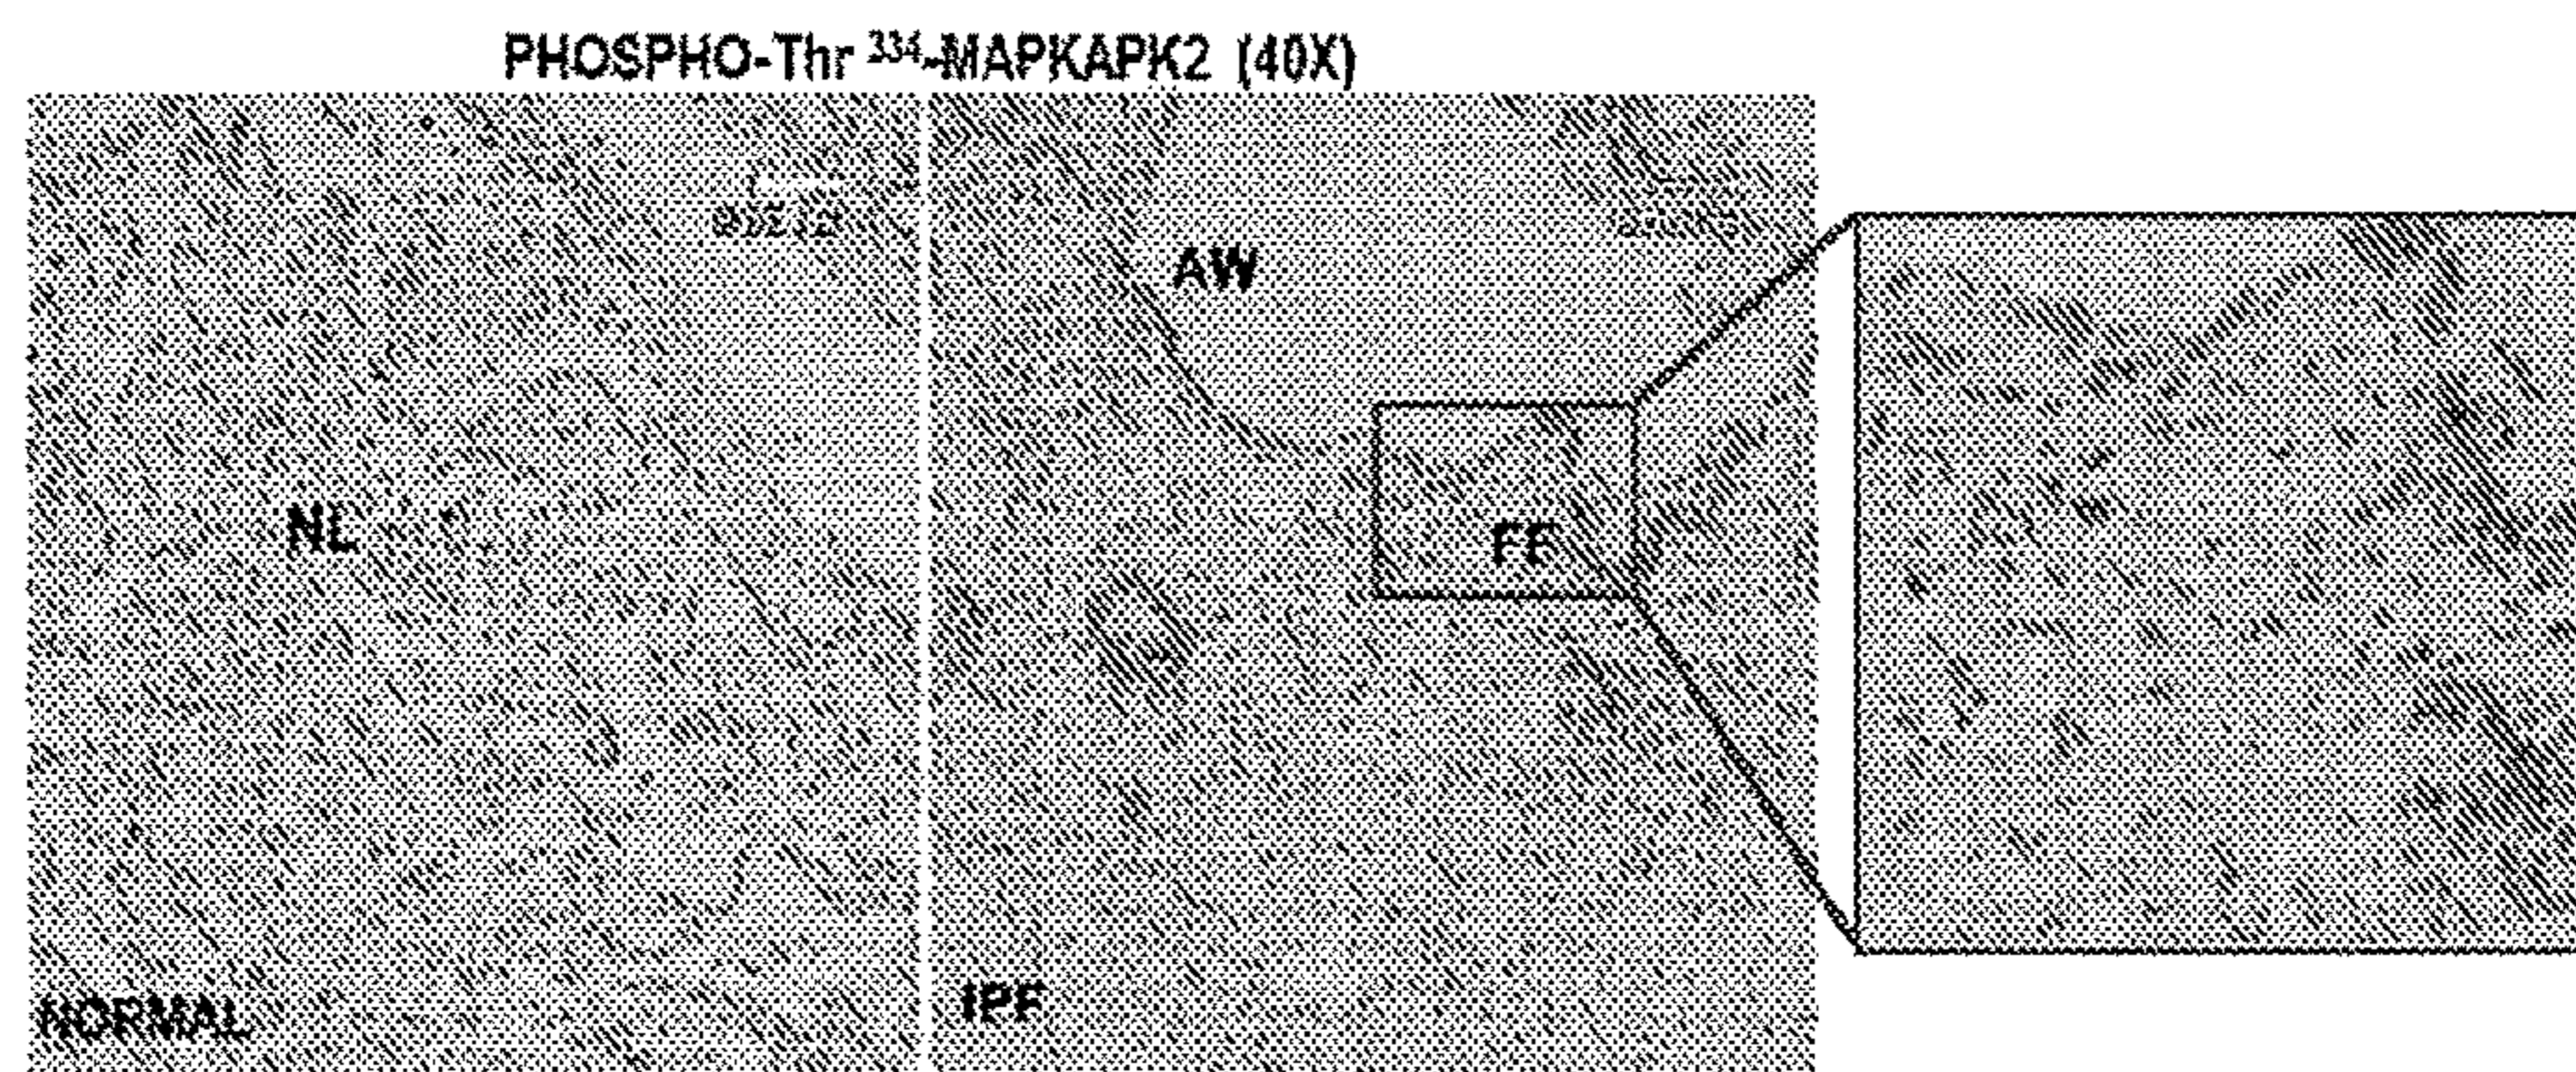 PHOSPHO-Thr ³³⁴-MAPKAPK2 (40X)
AW
NL
FF
NORMAL
IPF